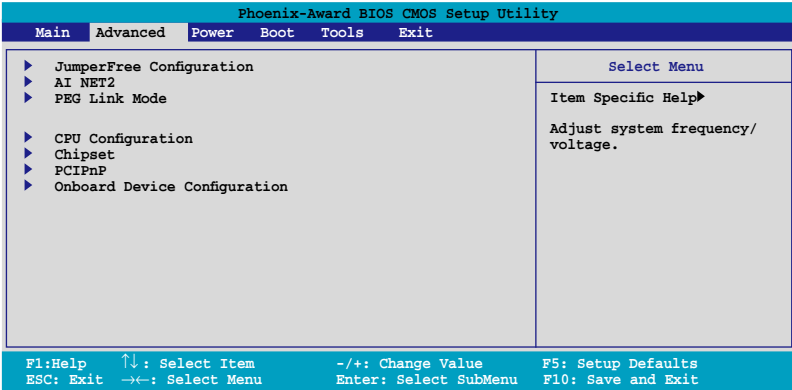 Phoenix-Award BIOS CMOS Setup Utility
Main Advanced Power Boot Tools Exit
JumperFree Configuration
AI NET2
PEG Link Mode
CPU Configuration
Chipset
PCIPnP
Onboard Device Configuration
Select Menu
Item Specific Help▶
Adjust system frequency/
voltage.
F1:Help ↑↓: Select Item -/+: Change Value F5: Setup Defaults
ESC: Exit →←: Select Menu Enter: Select SubMenu F10: Save and Exit